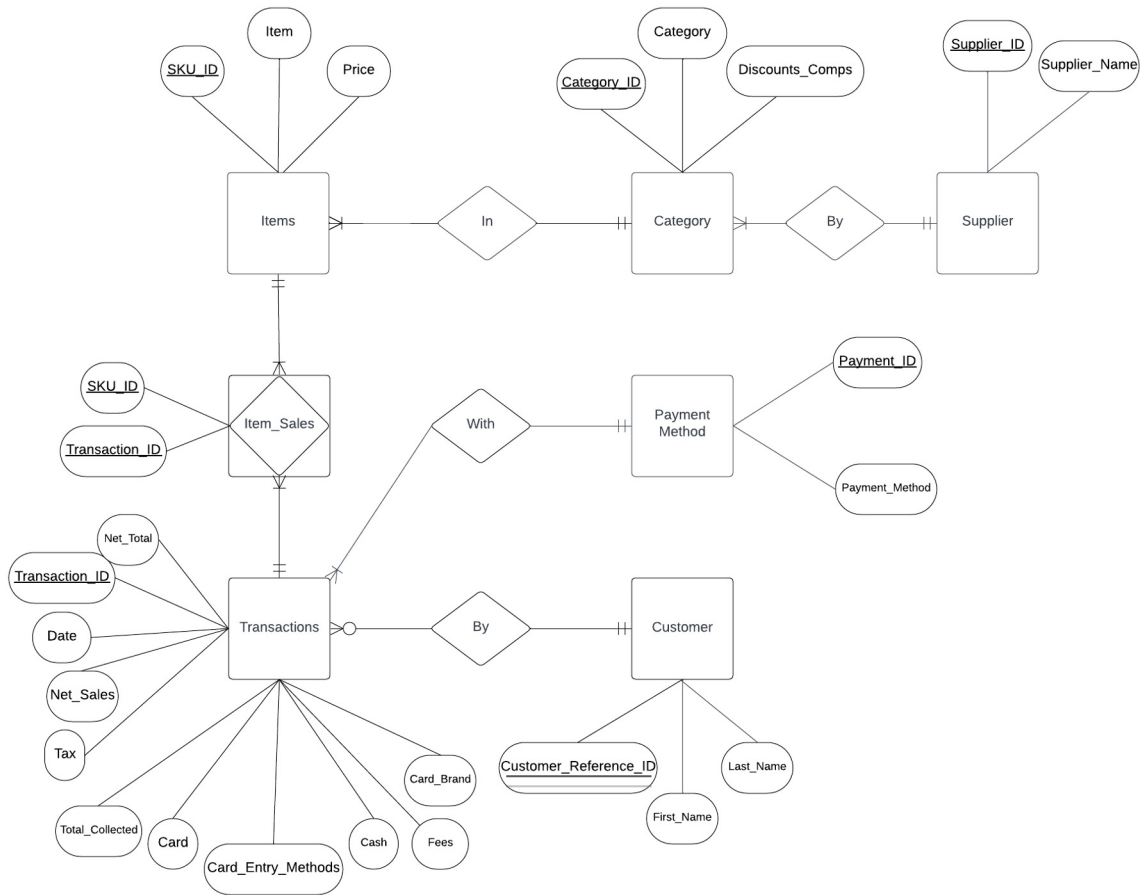 Item
Category
Supplier_ID
SKU_ID
Price
Category_ID
Discounts_Comps
Supplier_Name
Items
In
Category
By
Supplier
SKU_ID
Item_Sales
Transaction_ID
With
Payment
Method
Payment_ID
Payment_Method
Net_Total
Transaction_ID
Date
Net_Sales
Tax
Transactions
By
Customer
Total_Collected
Card
Card_Entry_Methods
Cash
Fees
Card_Brand
Customer_Reference_ID
First_Name
Last_Name